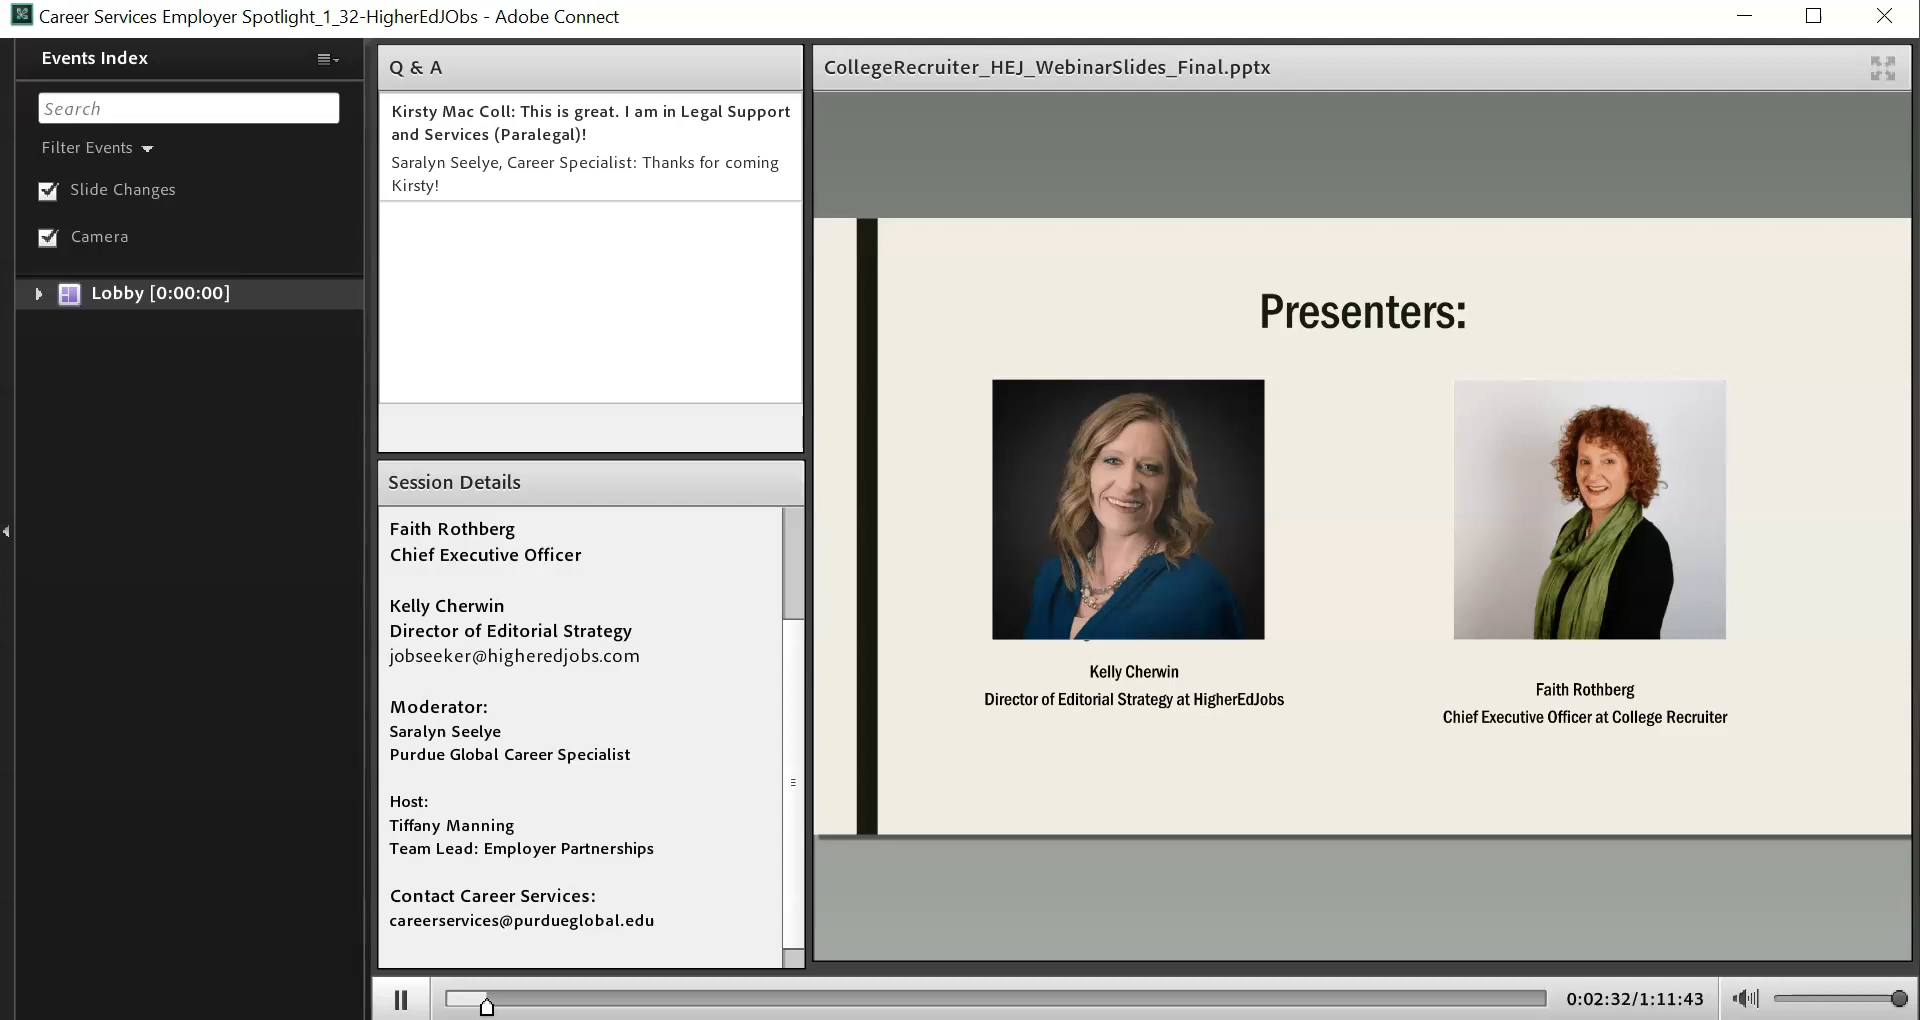 Career Services Employer Spotlight_1_32-HigherEdJObs - Adobe Connect
Events Index
Search
Filter Events
Slide Changes
Camera
Lobby [0:00:00]
Q & A
Kirsty Mac Coll: This is great. I am in Legal Support
and Services (Paralegal)!
Saralyn Seelye, Career Specialist: Thanks for coming
Kirsty!
Session Details
Faith Rothberg
Chief Executive Officer
Kelly Cherwin
Director of Editorial Strategy
jobseeker@higheredjobs.com
Moderator:
Saralyn Seelye
Purdue Global Career Specialist
Host:
Tiffany Manning
Team Lead: Employer Partnerships
Contact Career Services:
careerservices@purdueglobal.edu
CollegeRecruiter_HEJ_WebinarSlides_Final.pptx
Presenters:
Kelly Cherwin
Director of Editorial Strategy at HigherEdJobs
Faith Rothberg
Chief Executive Officer at College Recruiter
0:02:32/1:11:43